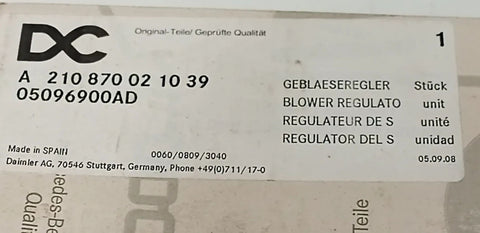 DC
Original-Teile/ Geprüfte Qualität
1
A 210 870 02 10 39
05096900AD
GEBLAESEREGLER Stück
BLOWER REGULATO unit
REGULATEUR DE S unité
REGULATOR DEL S unidad
Made in SPAIN 0060/0809/3040 05.09.08
Daimler AG, 70546 Stuttgart, Germany, Phone +49(0)711/17-0
Teile